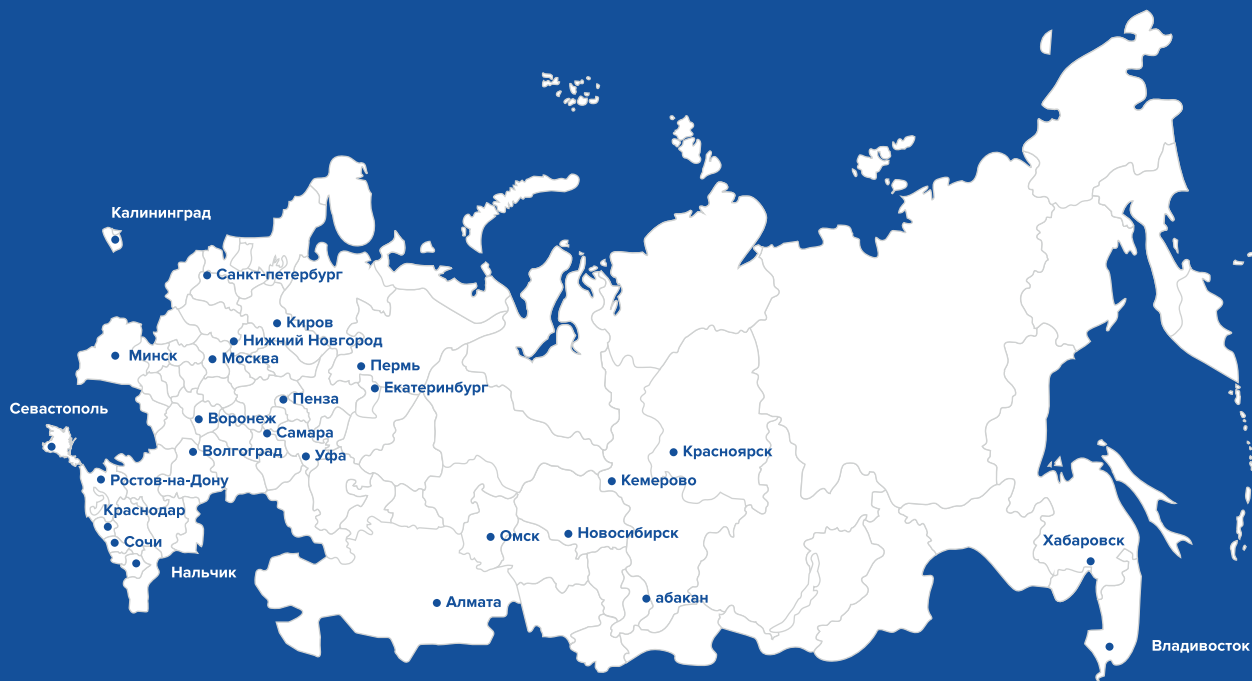 Калининград
Санкт-петербург
Киров
Нижний Новгород
Минск
Москва
Пермь
Екатеринбург
Пенза
Севастополь
Воронеж
Самара
Волгоград
Уфа
Красноярск
Ростов-на-Дону
Кемерово
Краснодар
Омск
Новосибирск
Сочи
Хабаровск
Нальчик
абакан
Алмата
Владивосток